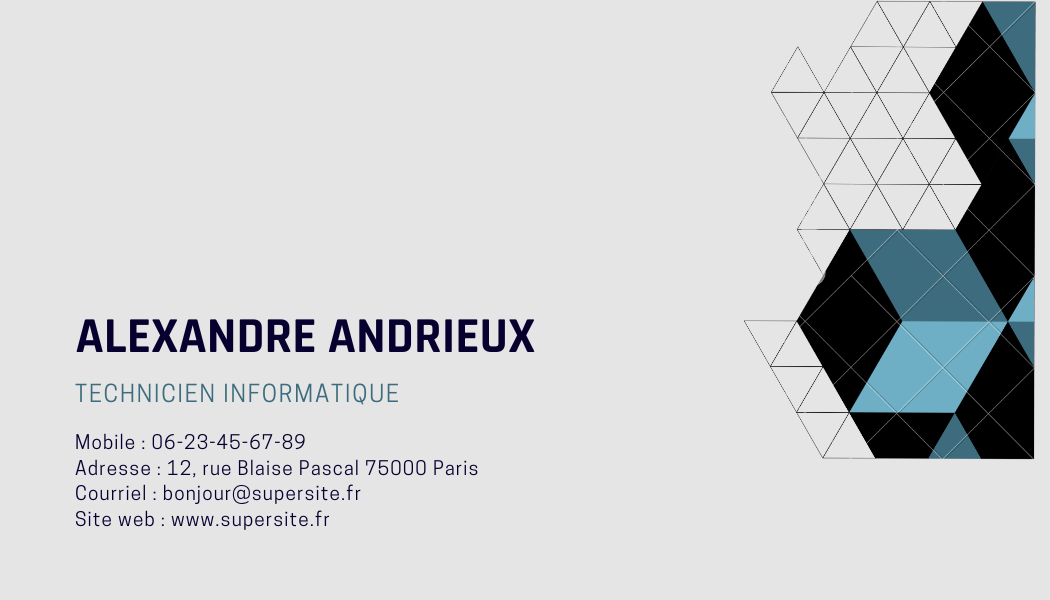 ALEXANDRE ANDRIEUX
TECHNICIEN INFORMATIQUE
Mobile : 06-23-45-67-89
Adresse : 12, rue Blaise Pascal 75000 Paris
Courriel : bonjour@supersite.fr
Site web : www.supersite.fr